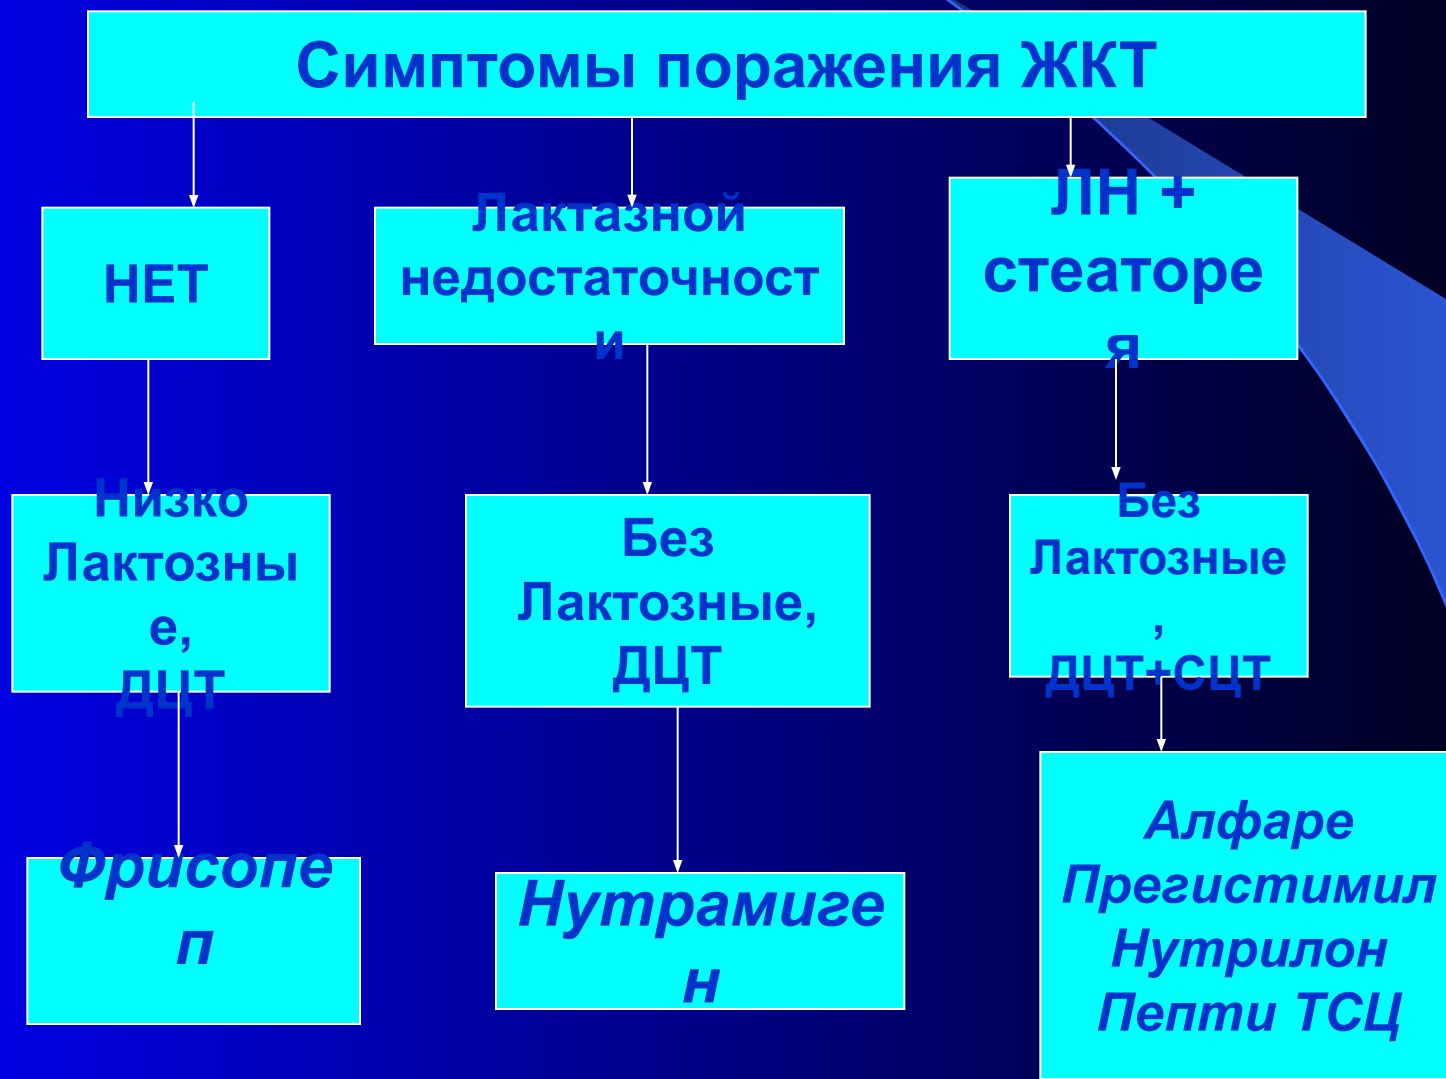 Симптомы поражения ЖКТ
НЕТ
Лактазной
недостаточност
и
ЛН +
стеаторе
я
Низко
Лактозны
е,
ДЦТ
Без
Лактозные,
ДЦТ
Без
Лактозные
,
ДЦТ+СЦТ
Фрисопе
п
Нутрамиге
н
Алфаре
Прегистимил
Нутрилон
Пепти ТСЦ